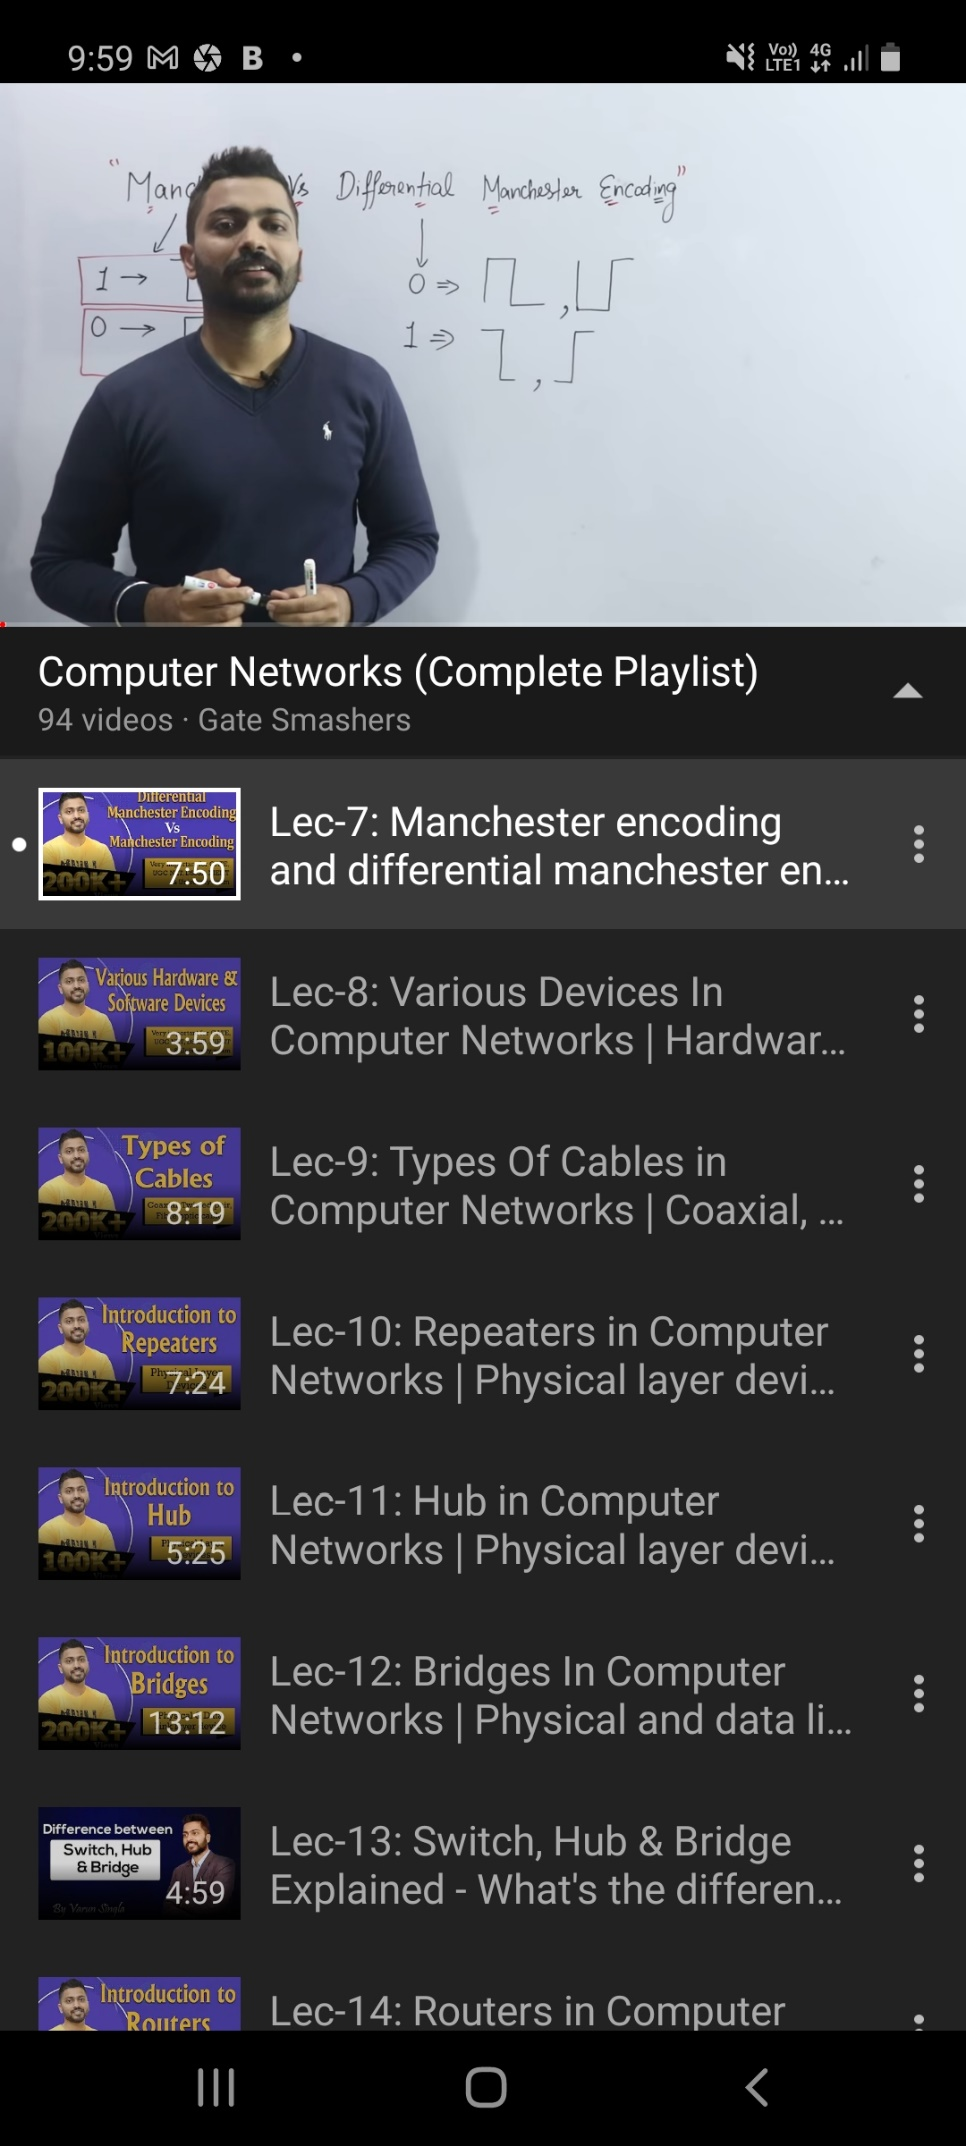 9:59
Vo))
LTE1
4G
" Manc Vs Differential Manchester Encoding"
1 →
0 →
0 ⇒ ,
1 ⇒ ,
Computer Networks (Complete Playlist)
94 videos · Gate Smashers
Differential
Manchester Encoding
Vs
Manchester Encoding
200K+
7:50
Lec-7: Manchester encoding
and differential manchester en...
Various Hardware &
Software Devices
100K+
3:59
Lec-8: Various Devices In
Computer Networks | Hardwar...
Types of
Cables
200K+
8:19
Lec-9: Types Of Cables in
Computer Networks | Coaxial, ...
Introduction to
Repeaters
200K+
7:24
Lec-10: Repeaters in Computer
Networks | Physical layer devi...
Introduction to
Hub
100K+
5:25
Lec-11: Hub in Computer
Networks | Physical layer devi...
Introduction to
Bridges
200K+
13:12
Lec-12: Bridges In Computer
Networks | Physical and data li...
Difference between
Switch, Hub
& Bridge
By Varun Singla
4:59
Lec-13: Switch, Hub & Bridge
Explained - What's the differen...
Introduction to
Routers
Lec-14: Routers in Computer